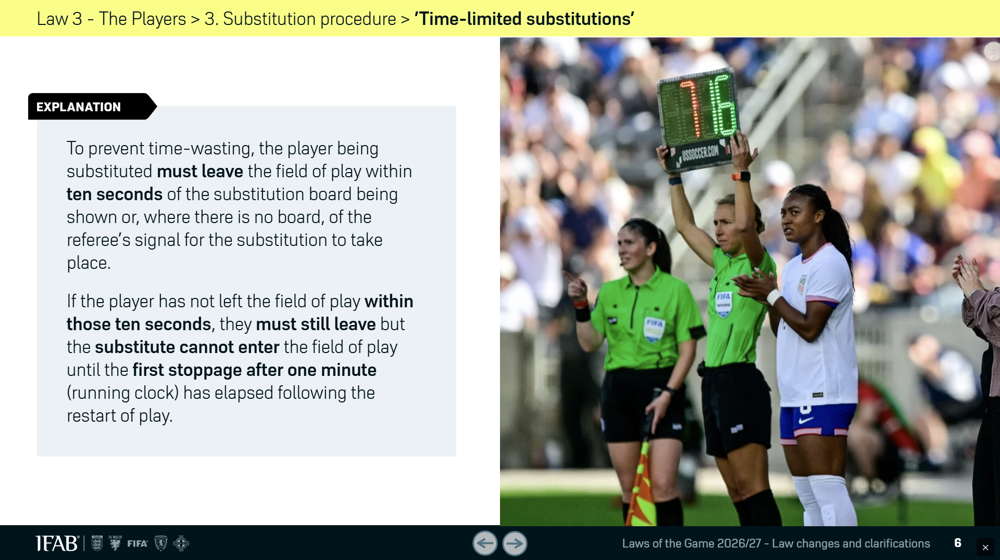 Law 3 - The Players > 3. Substitution procedure > 'Time-limited substitutions'
EXPLANATION
To prevent time-wasting, the player being
substituted must leave the field of play within
ten seconds of the substitution board being
shown or, where there is no board, of the
referee's signal for the substitution to take
place.
If the player has not left the field of play within
those ten seconds, they must still leave but
the substitute cannot enter the field of play
until the first stoppage after one minute
(running clock) has elapsed following the
restart of play.
7 16
USSOCCER.COM
FIFA
FIFA
REFEREE
IFAB
FA WALES
FIFA
Laws of the Game 2026/27 - Law changes and clarifications
6